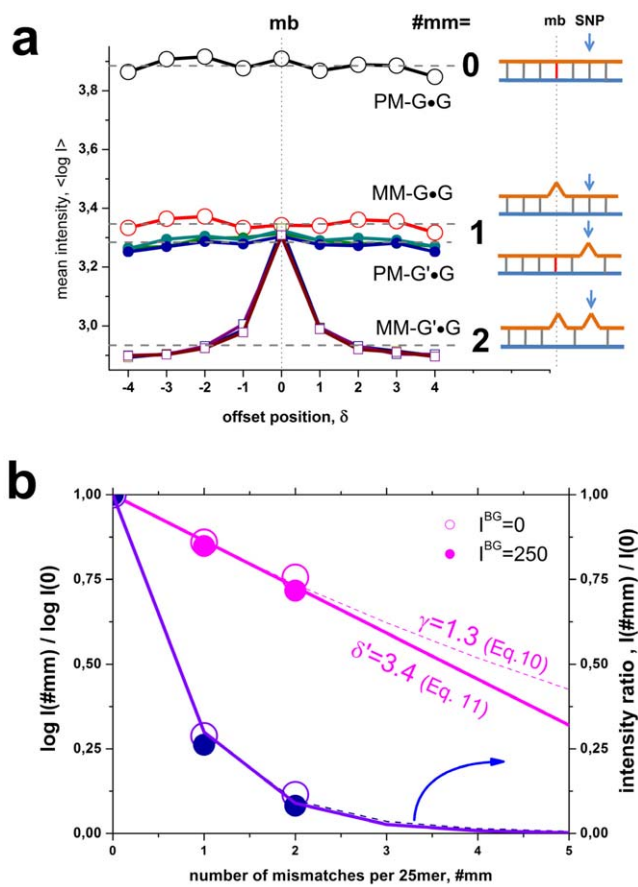 a
mb
#mm=
mb
SNP
3,8
3,6
3,4
3,2
3,0
mean intensity, <log I>
PM-G•G
MM-G•G
PM-G'•G
MM-G'•G
0
1
2
-4 -3 -2 -1 0 1 2 3 4
offset position, δ
b
1,00
0,75
0,50
0,25
0,00
log I(#mm) / log I(0)
I^BG=0
I^BG=250
γ=1.3 (Eq.10)
δ'=3.4 (Eq. 11)
1,00
0,75
0,50
0,25
0,00
intensity ratio , I(#mm) / I(0)
0 1 2 3 4 5
number of mismatches per 25mer, #mm